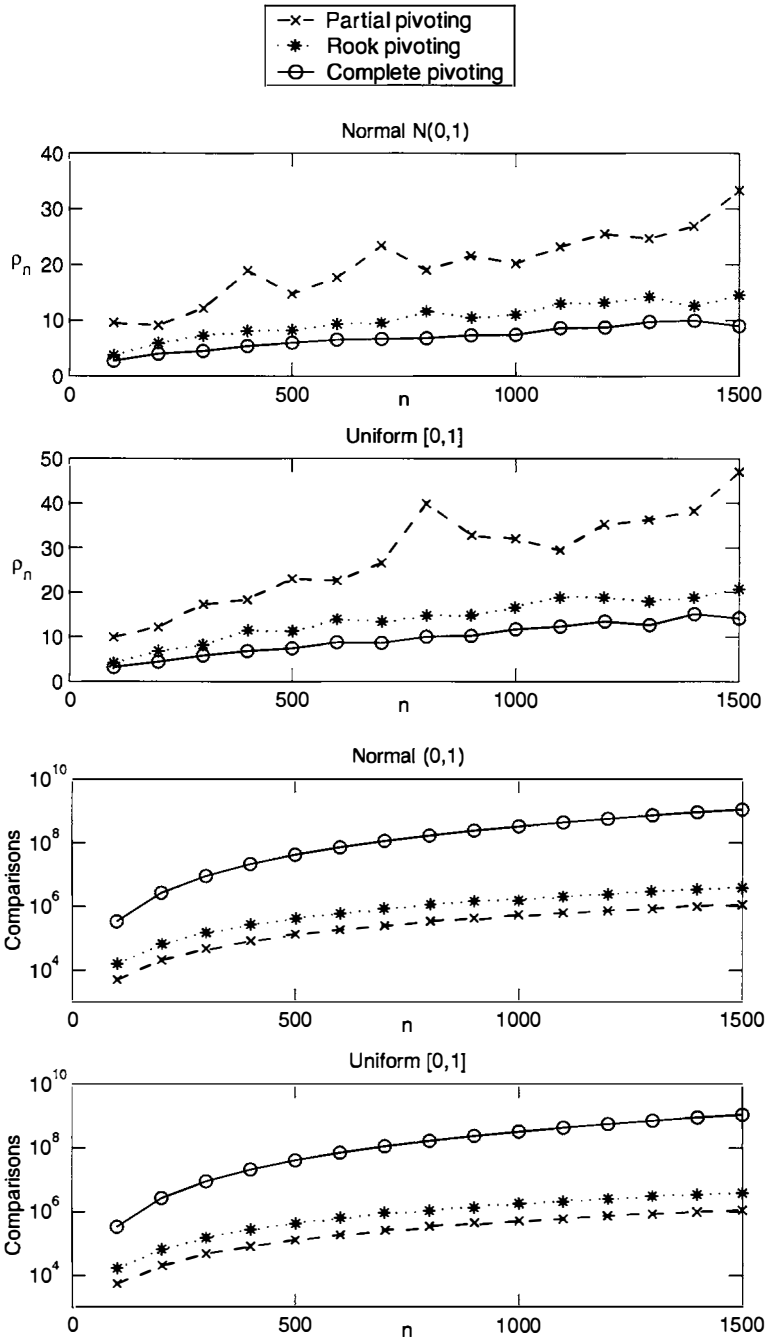 Partial pivoting
Rook pivoting
Complete pivoting
Normal N(0,1)
40
30
20
10
0
ρn
0
500
1000
1500
n
Uniform [0,1]
50
40
30
20
10
0
ρn
0
500
1000
1500
n
Normal (0,1)
10^10
10^8
10^6
10^4
Comparisons
0
500
1000
1500
n
Uniform [0,1]
10^10
10^8
10^6
10^4
Comparisons
0
500
1000
1500
n